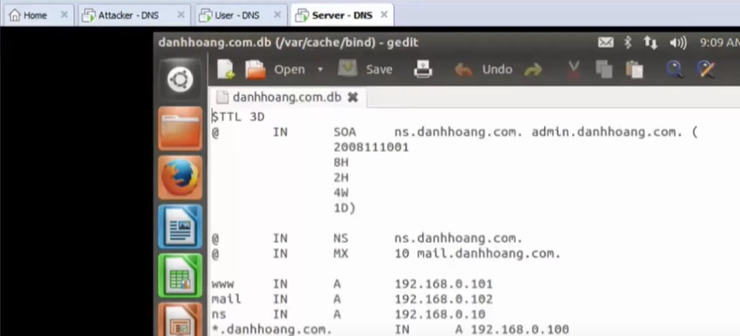 Home Attacker - DNS User - DNS Server - DNS
danhhoang.com.db (/var/cache/bind) - gedit 9:09 AM
Open Save Undo
danhhoang.com.db
$TTL 3D
@ IN SOA ns.danhhoang.com. admin.danhhoang.com. (
2008111001
8H
2H
4W
1D)
@ IN NS ns.danhhoang.com.
@ IN MX 10 mail.danhhoang.com.
www IN A 192.168.0.101
mail IN A 192.168.0.102
ns IN A 192.168.0.10
*.danhhoang.com. IN A 192.168.0.100